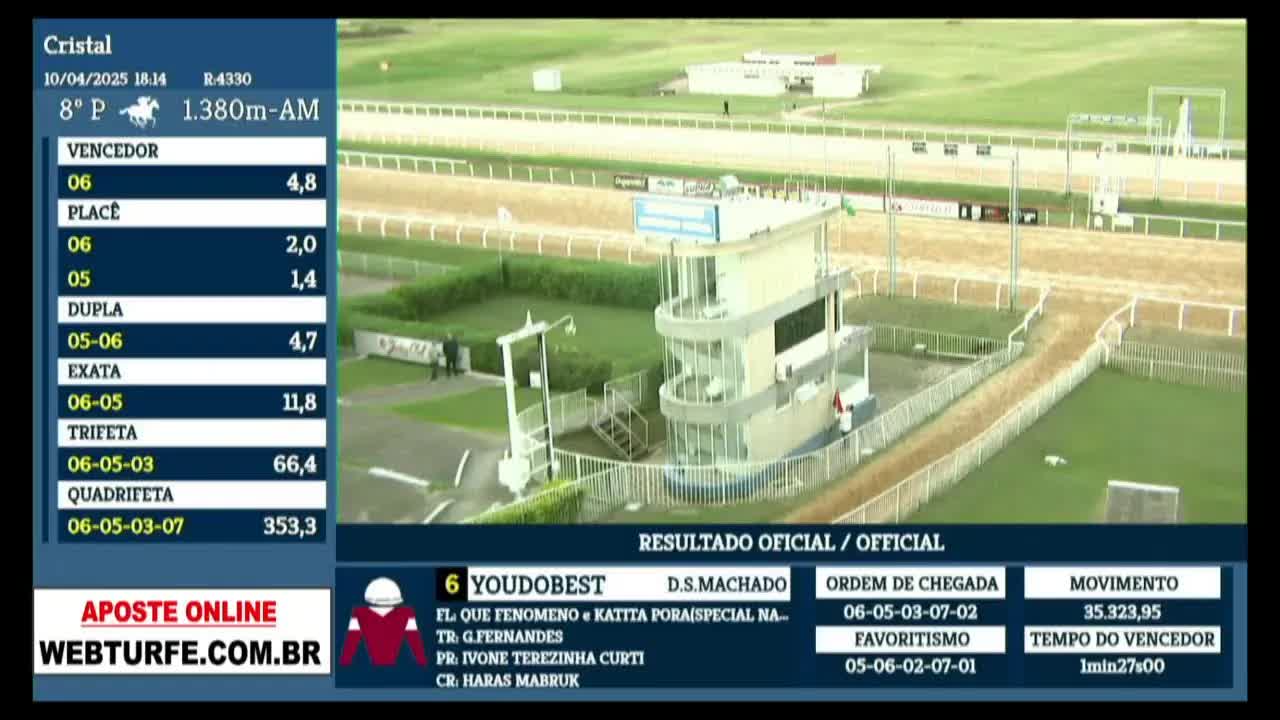 Cristal
10/04/2025 18:14 R:4330
8º P 1.380m-AM
VENCEDOR
06 4,8
PLACÊ
06 2,0
05 1,4
DUPLA
05-06 4,7
EXATA
06-05 11,8
TRIFETA
06-05-03 66,4
QUADRIFETA
06-05-03-07 353,3
APOSTE ONLINE
WEBTURFE.COM.BR
RESULTADO OFICIAL / OFFICIAL
6 YOUDOBEST D.S.MACHADO
FL: QUE FENOMENO e KATITA PORA(SPECIAL NA...
TR: G.FERNANDES
PR: IVONE TEREZINHA CURTI
CR: HARAS MABRUK
ORDEM DE CHEGADA
06-05-03-07-02
FAVORITISMO
05-06-02-07-01
MOVIMENTO
35.323,95
TEMPO DO VENCEDOR
1min27s00